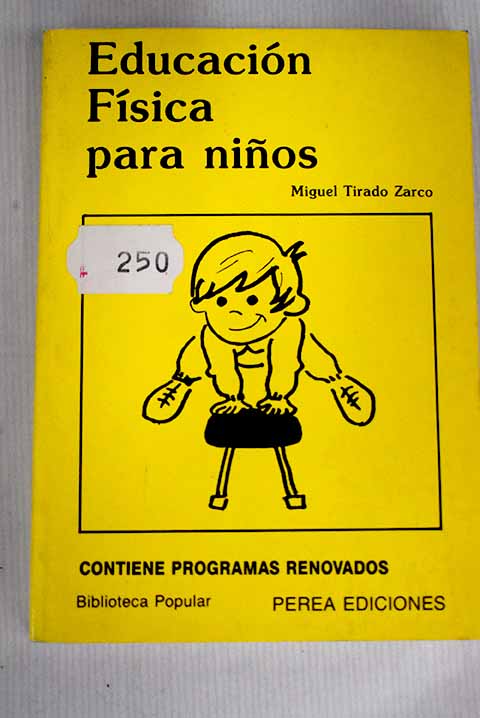 Educación
Física
para niños
Miguel Tirado Zarco
250
CONTIENE PROGRAMAS RENOVADOS
Biblioteca Popular
PEREA EDICIONES